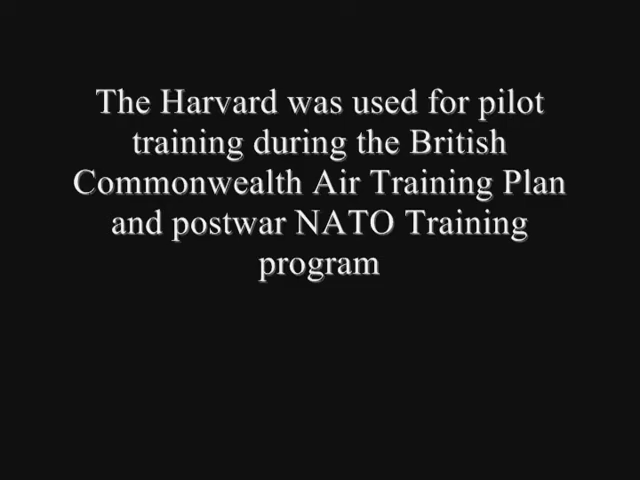 The Harvard was used for pilot
training during the British
Commonwealth Air Training Plan
and postwar NATO Training
program